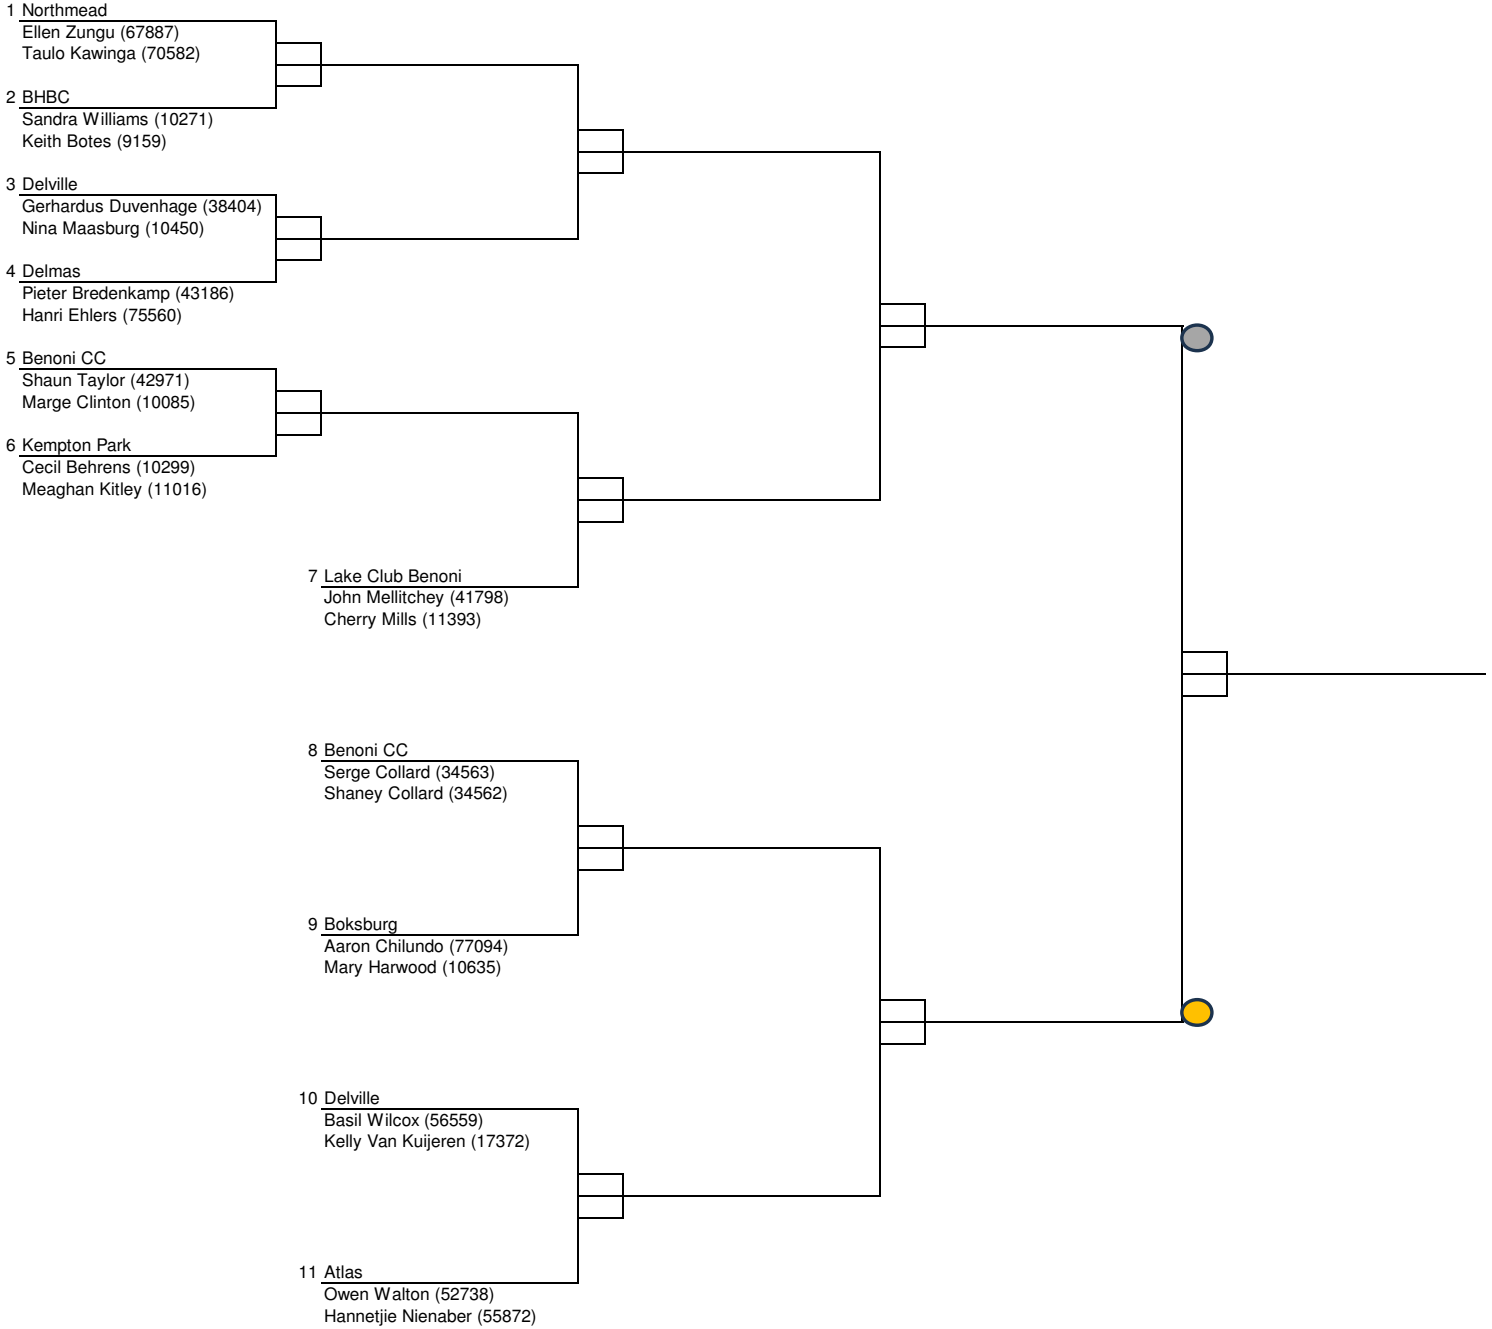 1 Northmead
Ellen Zungu (67887)
Taulo Kawinga (70582)
2 BHBC
Sandra Williams (10271)
Keith Botes (9159)
3 Delville
Gerhardus Duvenhage (38404)
Nina Maasburg (10450)
4 Delmas
Pieter Bredenkamp (43186)
Hanri Ehlers (75560)
5 Benoni CC
Shaun Taylor (42971)
Marge Clinton (10085)
6 Kempton Park
Cecil Behrens (10299)
Meaghan Kitley (11016)
7 Lake Club Benoni
John Mellitchey (41798)
Cherry Mills (11393)
8 Benoni CC
Serge Collard (34563)
Shaney Collard (34562)
9 Boksburg
Aaron Chilundo (77094)
Mary Harwood (10635)
10 Delville
Basil Wilcox (56559)
Kelly Van Kuijeren (17372)
11 Atlas
Owen Walton (52738)
Hannetjie Nienaber (55872)